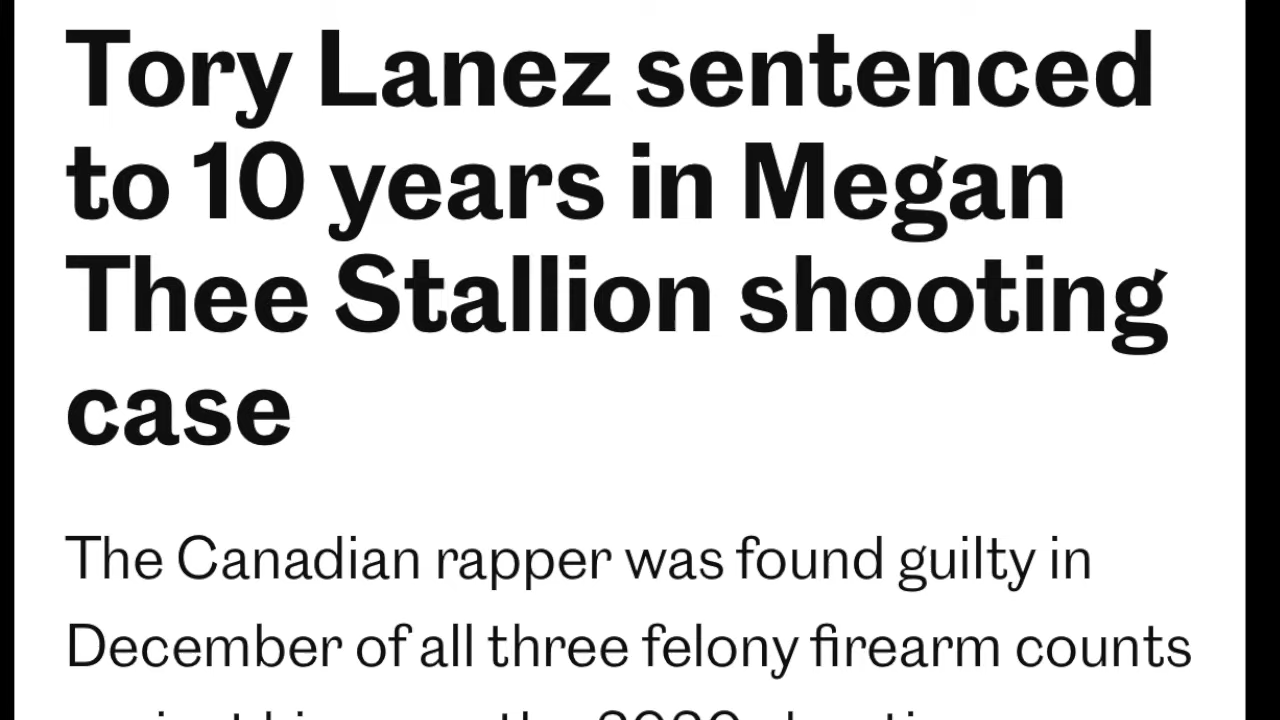 Tory Lanez sentenced
to 10 years in Megan
Thee Stallion shooting
case
The Canadian rapper was found guilty in
December of all three felony firearm counts